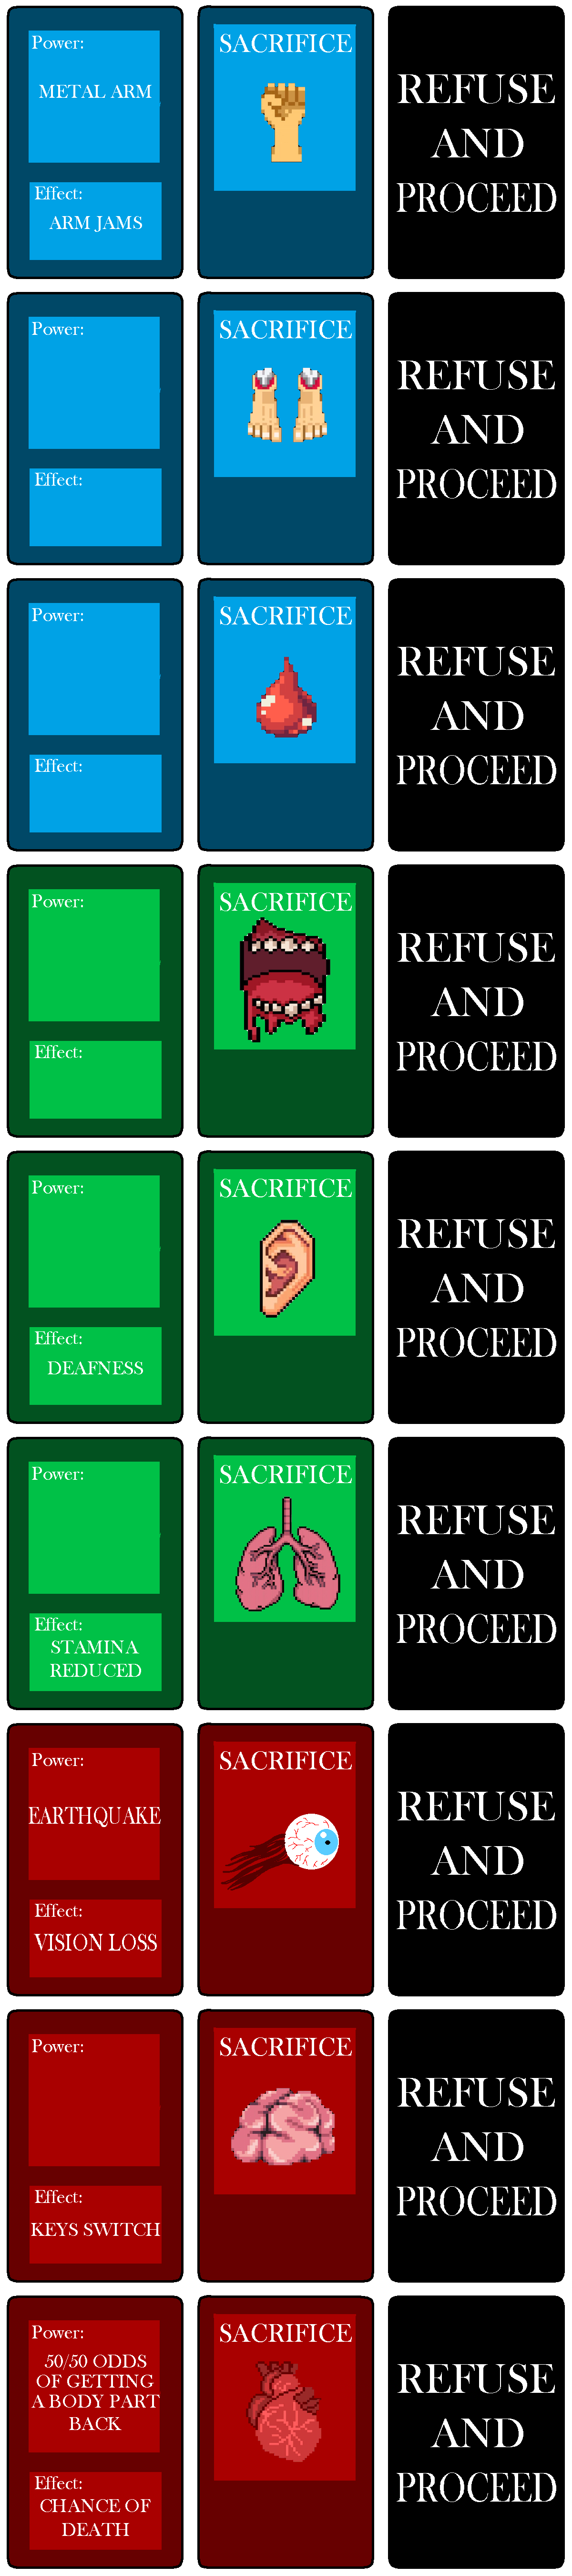 Power:
METAL ARM
Effect:
ARM JAMS
SACRIFICE
REFUSE
AND
PROCEED
Power:
Effect:
SACRIFICE
REFUSE
AND
PROCEED
Power:
Effect:
SACRIFICE
REFUSE
AND
PROCEED
Power:
Effect:
SACRIFICE
REFUSE
AND
PROCEED
Power:
Effect:
DEAFNESS
SACRIFICE
REFUSE
AND
PROCEED
Power:
Effect:
STAMINA
REDUCED
SACRIFICE
REFUSE
AND
PROCEED
Power:
EARTHQUAKE
Effect:
VISION LOSS
SACRIFICE
REFUSE
AND
PROCEED
Power:
Effect:
KEYS SWITCH
SACRIFICE
REFUSE
AND
PROCEED
Power:
50/50 ODDS
OF GETTING
A BODY PART
BACK
Effect:
CHANCE OF
DEATH
SACRIFICE
REFUSE
AND
PROCEED